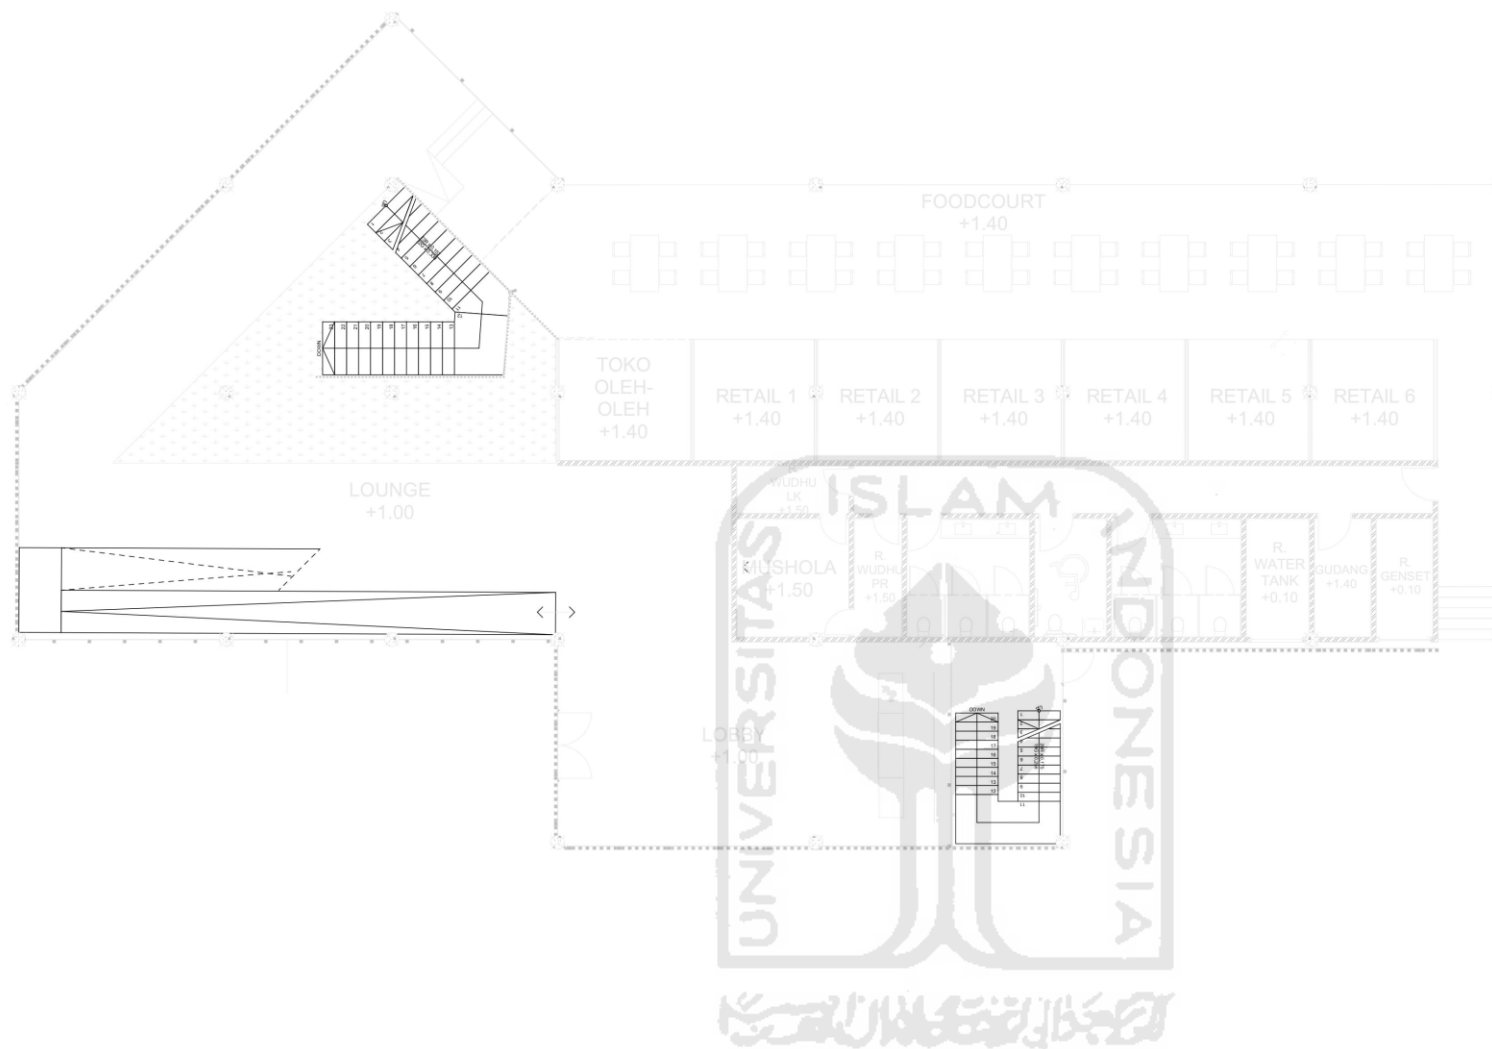 FOODCOURT
+1.40
TOKO
OLEH-
OLEH
+1.40
RETAIL 1
+1.40
RETAIL 2
+1.40
RETAIL 3
+1.40
RETAIL 4
+1.40
RETAIL 5
+1.40
RETAIL 6
+1.40
DOWN
LOUNGE
+1.00
R.
WUDHU
LK
+1.50
MUSHOLA
+1.50
R.
WUDHU
PR
+1.50
R.
WATER
TANK
+0.10
GUDANG
+1.40
R.
GENSET
+0.10
LOBBY
+1.00
DOWN
UNIVERSITAS
ISLAM
INDONESIA